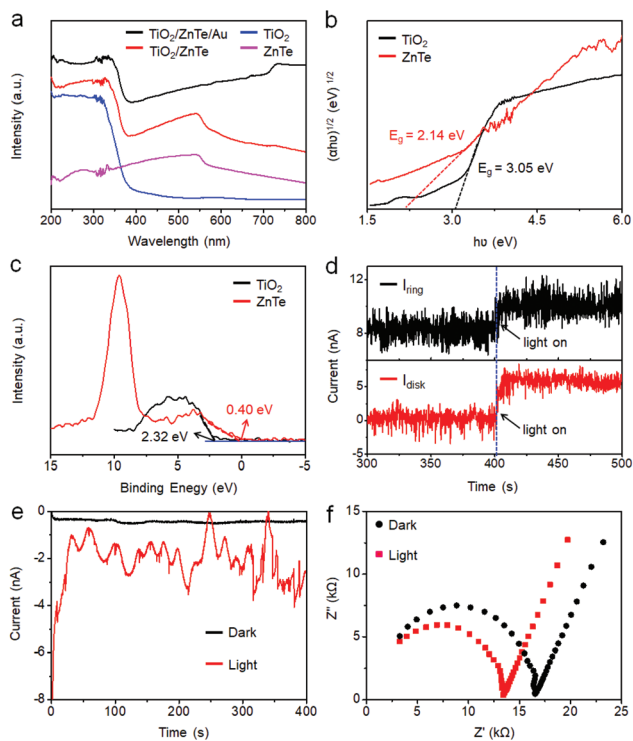 a
TiO2/ZnTe/Au TiO2
TiO2/ZnTe ZnTe
Intensity (a.u.)
200 300 400 500 600 700 800
Wavelength (nm)
b
TiO2
ZnTe
(αhυ)1/2 (eV) 1/2
Eg = 2.14 eV
Eg = 3.05 eV
1.5 3.0 4.5 6.0
hυ (eV)
c
TiO2
ZnTe
Intensity (a.u.)
0.40 eV
2.32 eV
15 10 5 0 -5
Binding Enegy (eV)
d
Iring
light on
12
10
8
Current (nA)
Idisk
light on
5
0
-5
300 350 400 450 500
Time (s)
e
0
-2
-4
-6
-8
Current (nA)
Dark
Light
0 100 200 300 400
Time (s)
f
Dark
Light
15
10
5
0
Z'' (kΩ)
0 5 10 15 20 25
Z' (kΩ)